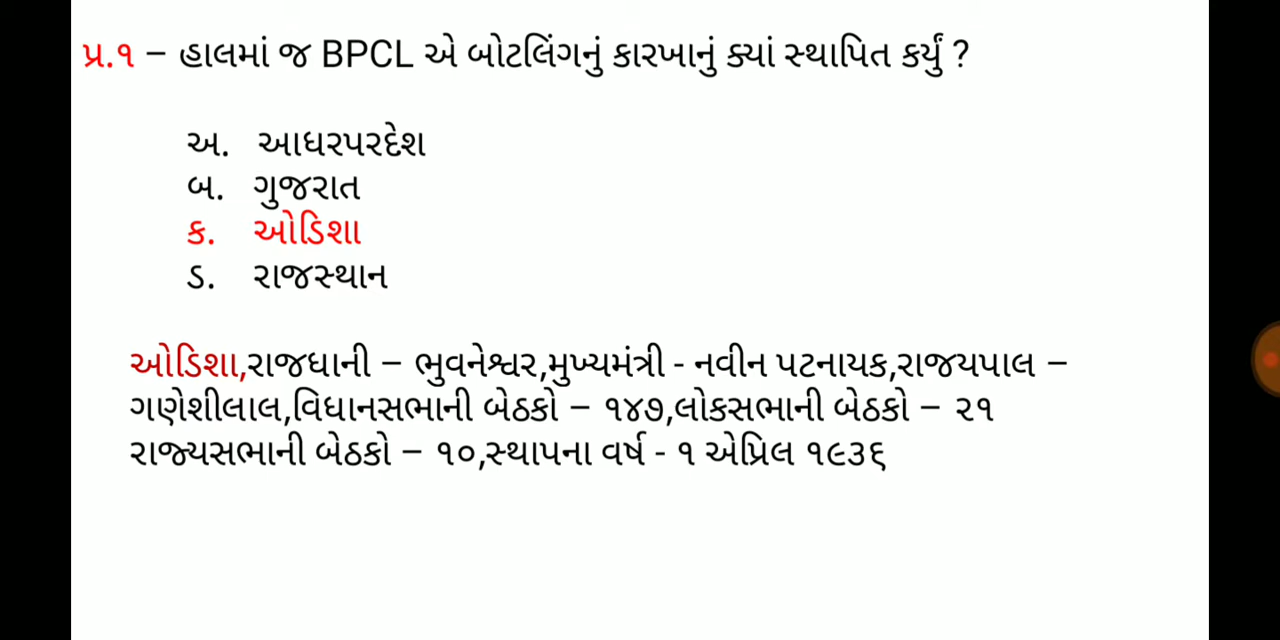 પ્ર.૧ – હાલમાં જ BPCL એ બોટલિંગનું કારખાનું ક્યાં સ્થાપિત કર્યું ?
અ. આધરપરદેશ
બ. ગુજરાત
ક. ઓડિશા
ડ. રાજસ્થાન
ઓડિશા,રાજધાની – ભુવનેશ્વર,મુખ્યમંત્રી - નવીન પટનાયક,રાજયપાલ –
ગણેશીલાલ,વિધાનસભાની બેઠકો – ૧૪૭,લોકસભાની બેઠકો – ૨૧
રાજ્યસભાની બેઠકો – ૧૦,સ્થાપના વર્ષ - ૧ એપ્રિલ ૧૯૩૬